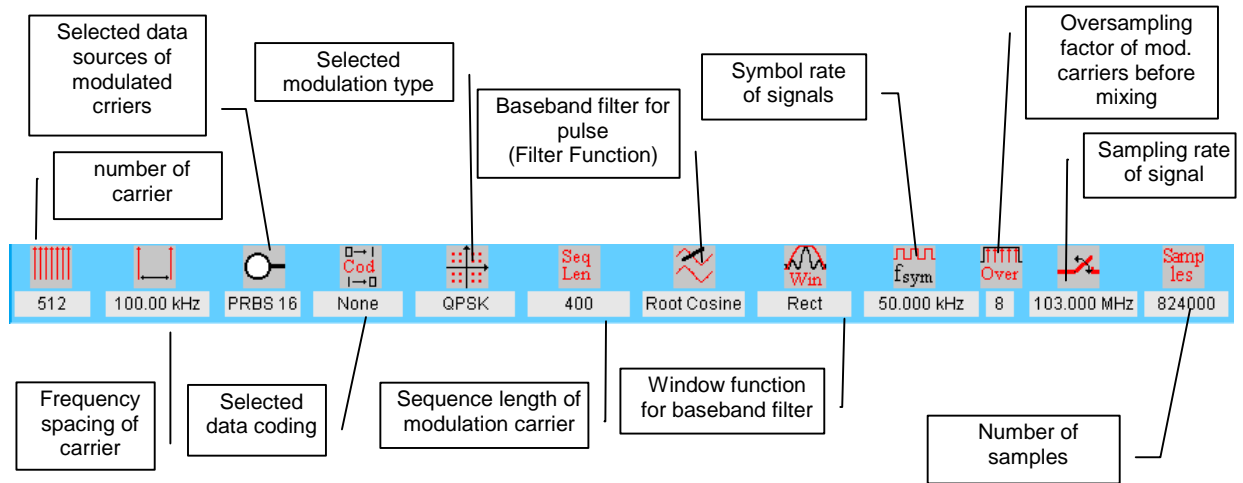 Selected data
sources of
modulated
crriers
Selected
modulation type
Baseband filter for
pulse
(Filter Function)
Symbol rate
of signals
Oversampling
factor of mod.
carriers before
mixing
number of
carrier
Sampling rate
of signal
Cod
Seq
Len
Win
fsym
Over
Samp
les
512
100.00 kHz
PRBS 16
None
QPSK
400
Root Cosine
Rect
50.000 kHz
8
103.000 MHz
824000
Frequency
spacing of
carrier
Selected
data coding
Sequence length of
modulation carrier
Window function
for baseband filter
Number of
samples